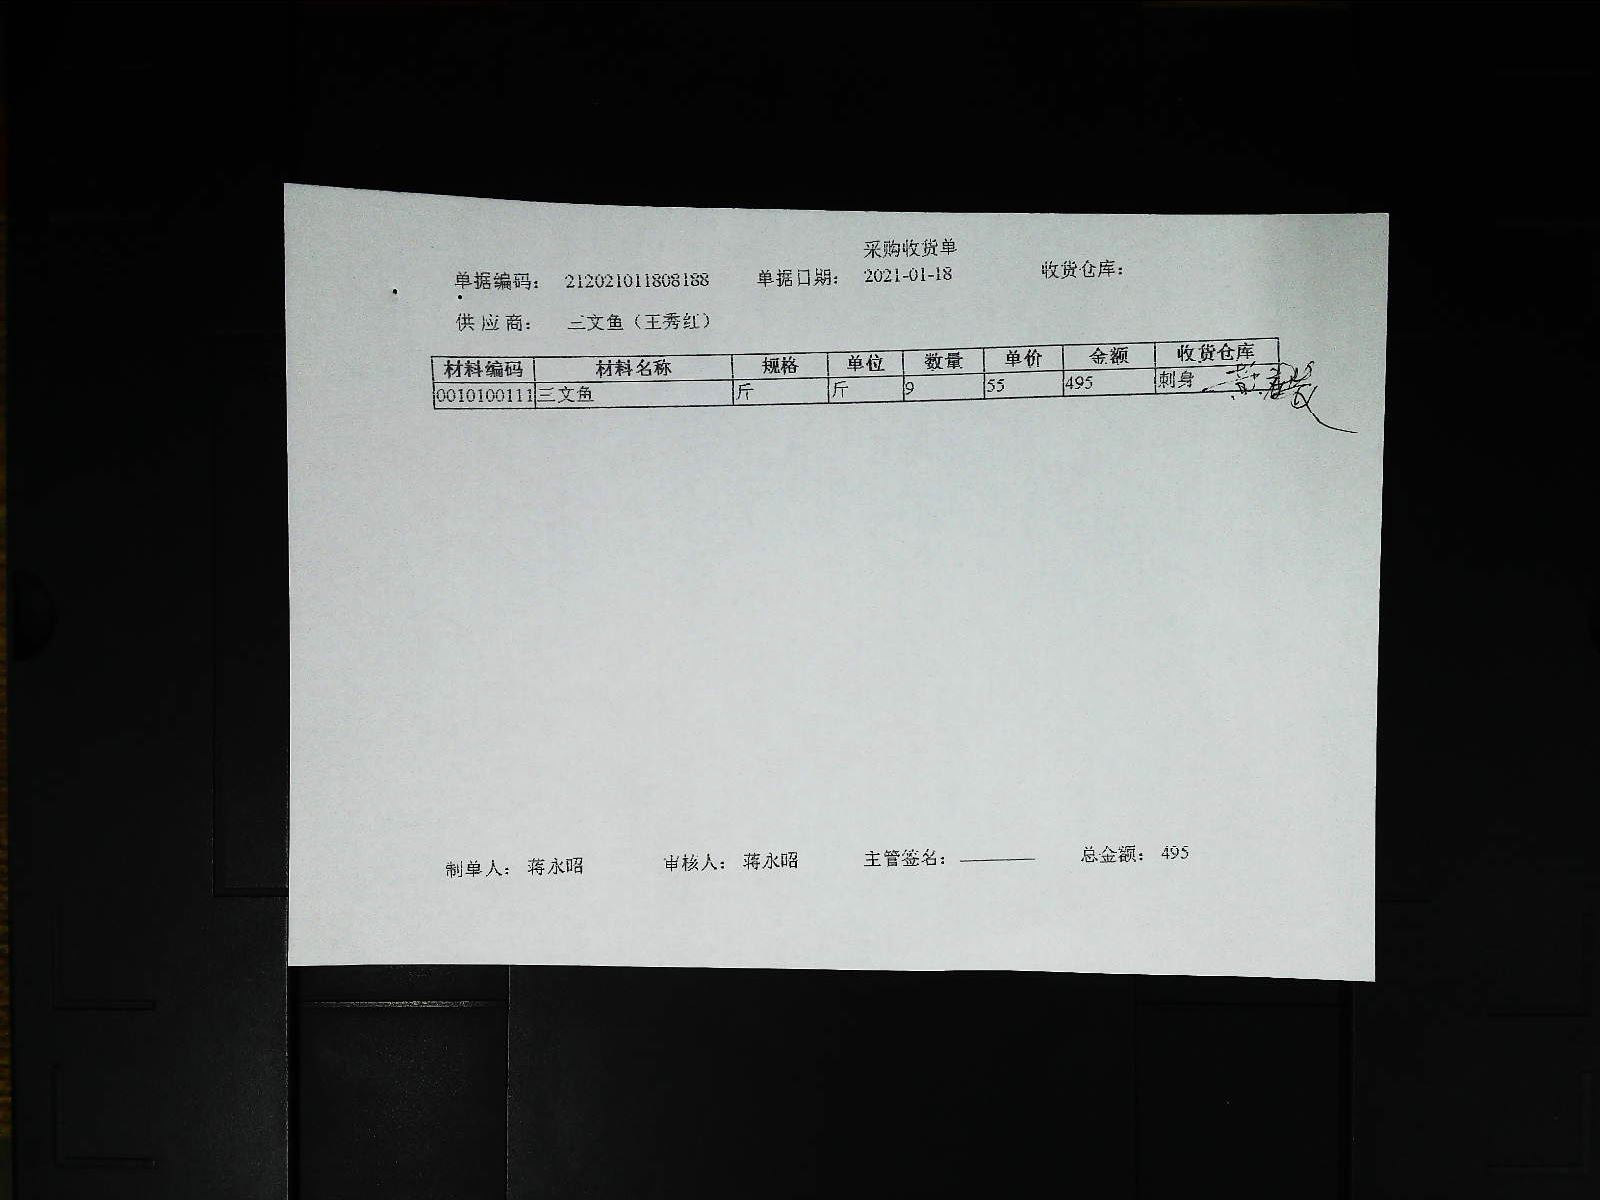 采购收货单
单据编码： 212021011808188 单据日期： 2021-01-18 收货仓库：
供 应 商： 三文鱼（王秀红）
材料编码 材料名称 规格 单位 数量 单价 金额 收货仓库
0010100111 三文鱼 斤 斤 9 55 495 刺身
制单人： 蒋永昭 审核人： 蒋永昭 主管签名： 总金额： 495